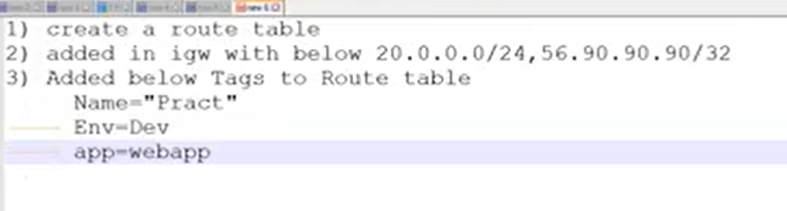 1) create a route table
2) added in igw with below 20.0.0.0/24,56.90.90.90/32
3) Added below Tags to Route table
Name="Pract"
Env=Dev
app=webapp